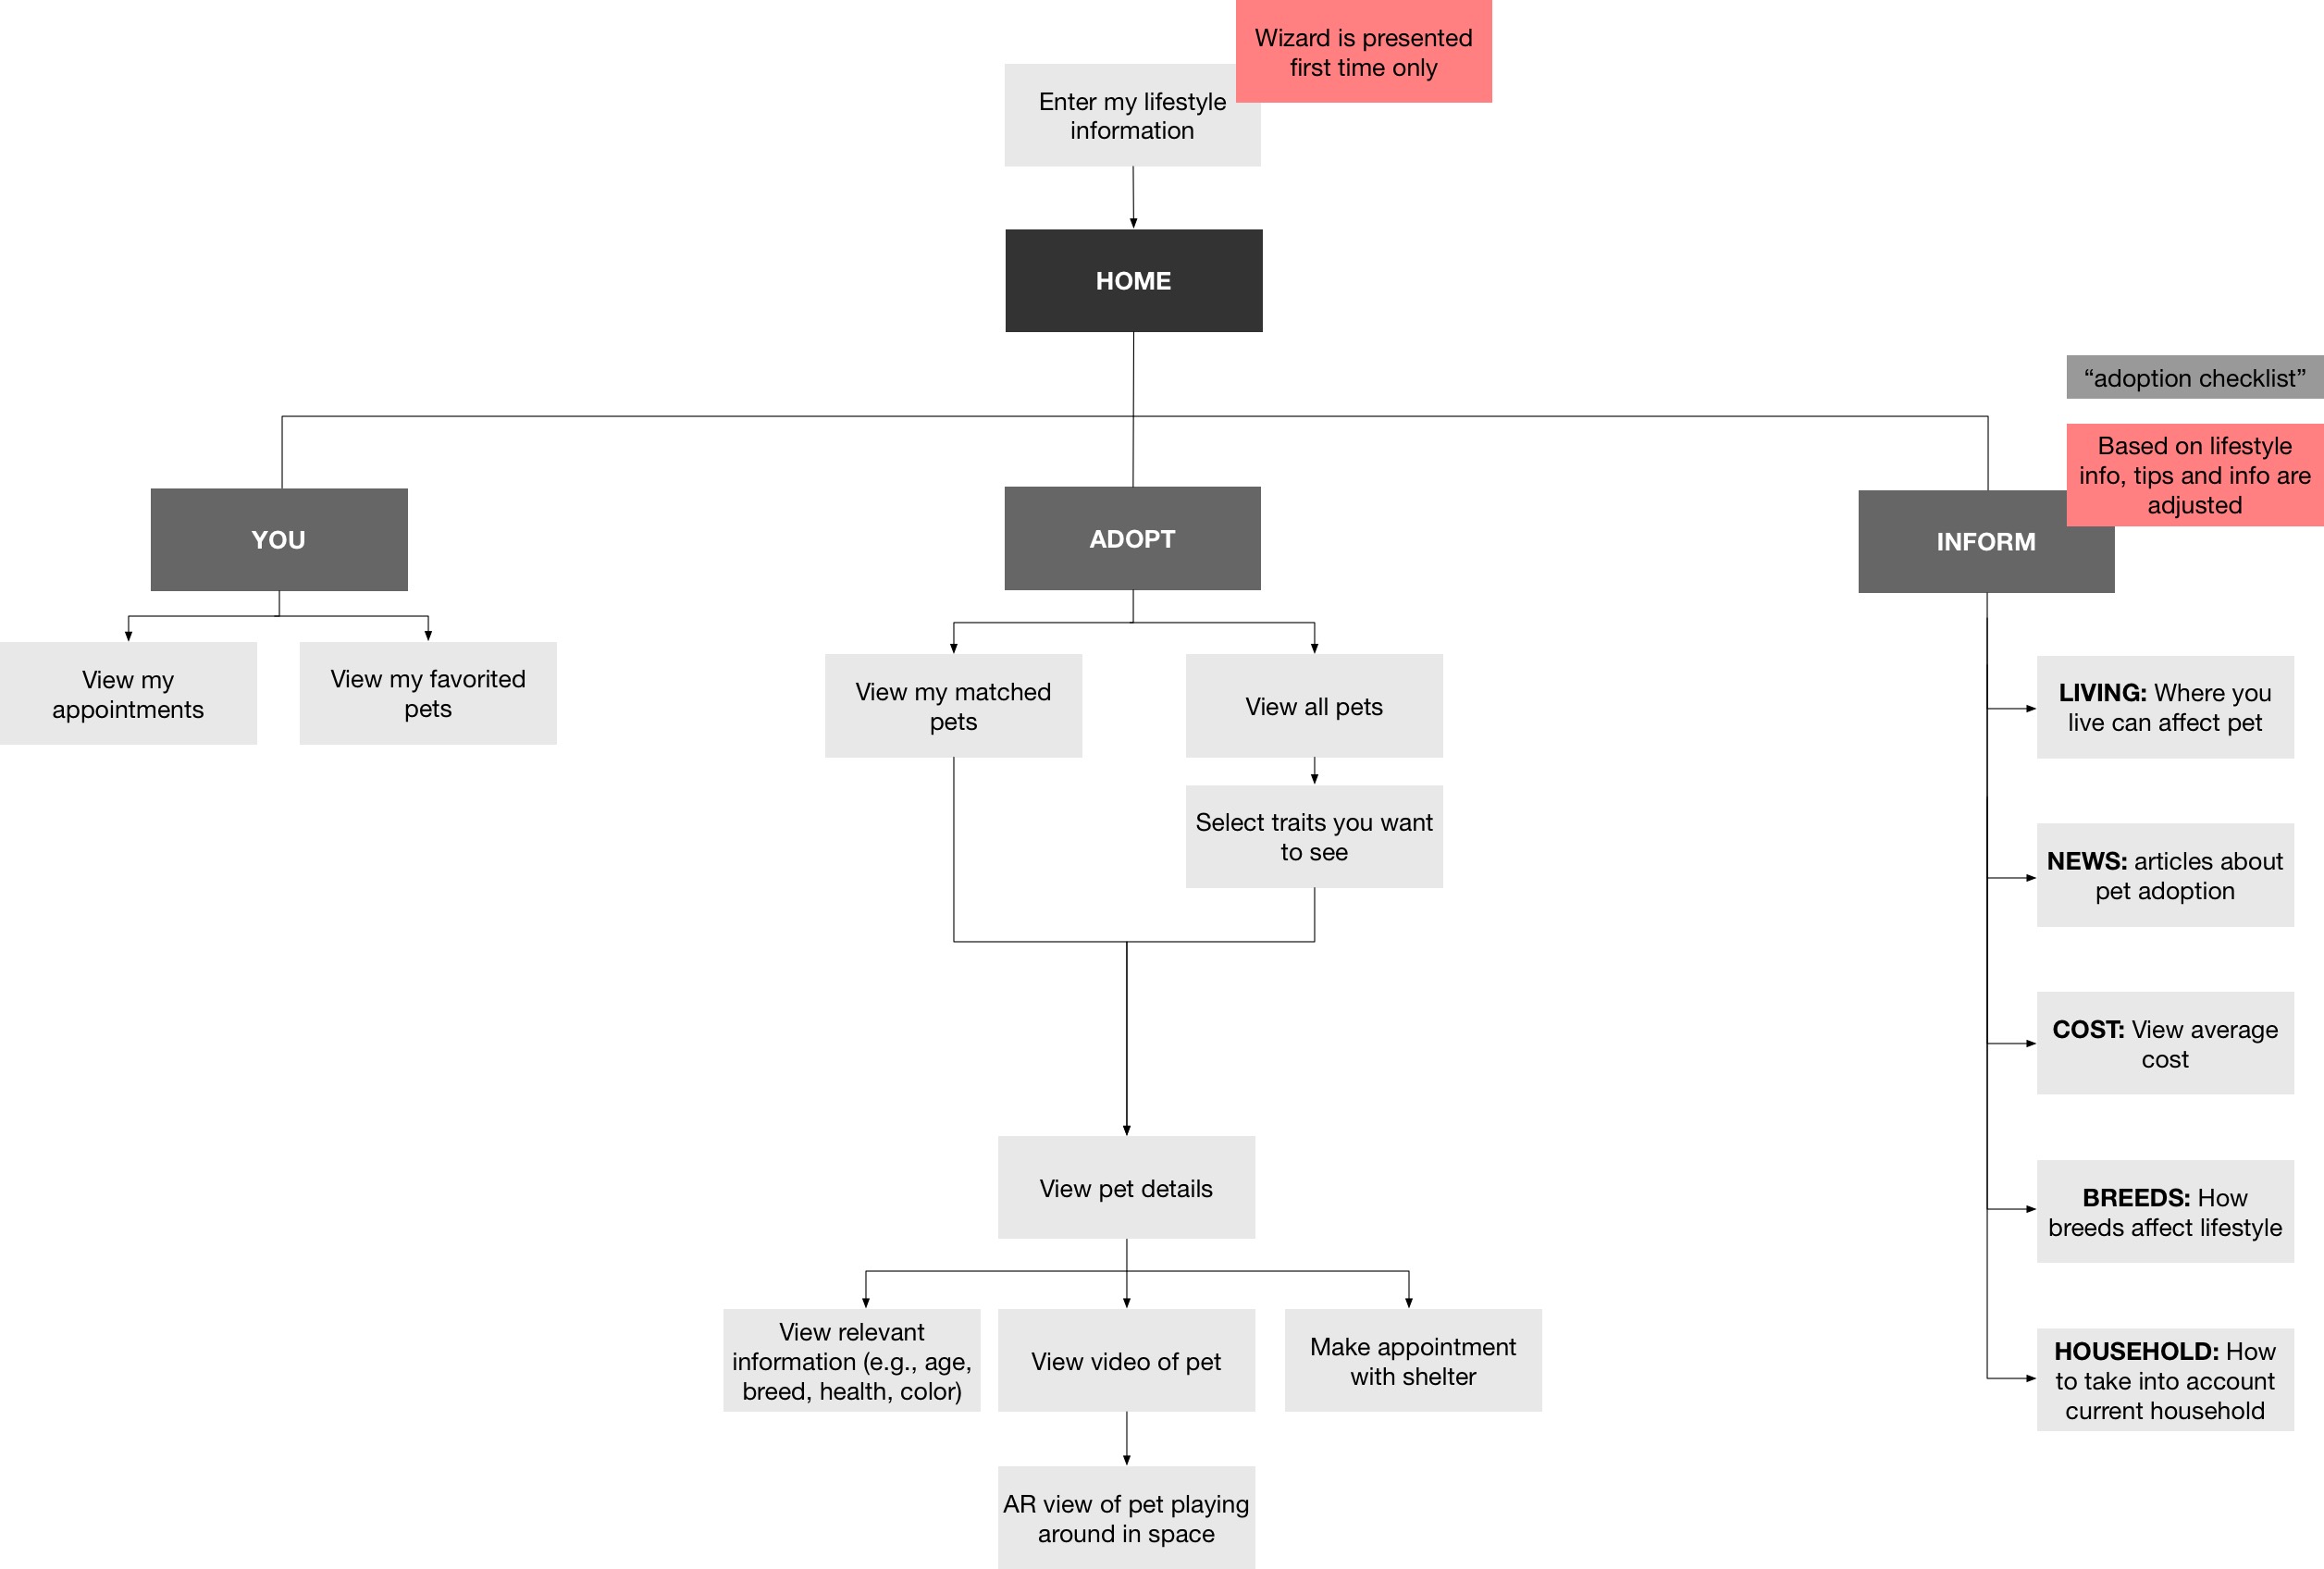 Wizard is presented
first time only
Enter my lifestyle
information
HOME
“adoption checklist”
Based on lifestyle
info, tips and info are
adjusted
YOU
ADOPT
INFORM
View my
appointments
View my favorited
pets
View my matched
pets
View all pets
Select traits you want
to see
LIVING: Where you
live can affect pet
NEWS: articles about
pet adoption
COST: View average
cost
BREEDS: How
breeds affect lifestyle
HOUSEHOLD: How
to take into account
current household
View pet details
View relevant
information (e.g., age,
breed, health, color)
View video of pet
Make appointment
with shelter
AR view of pet playing
around in space